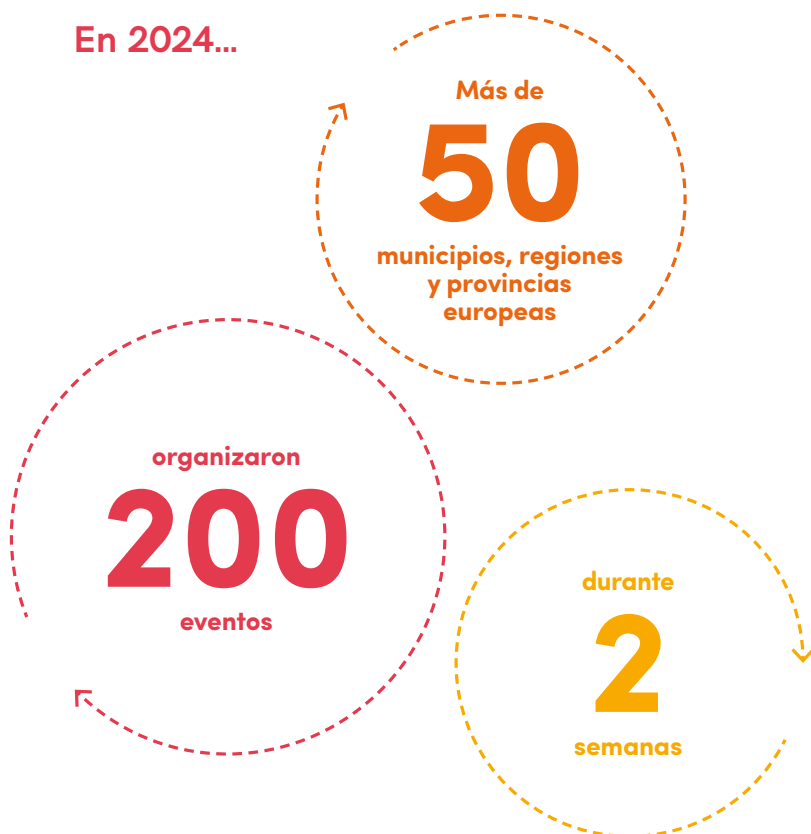 En 2024...
Más de
50
municipios, regiones
y provincias
europeas
organizaron
200
eventos
durante
2
semanas